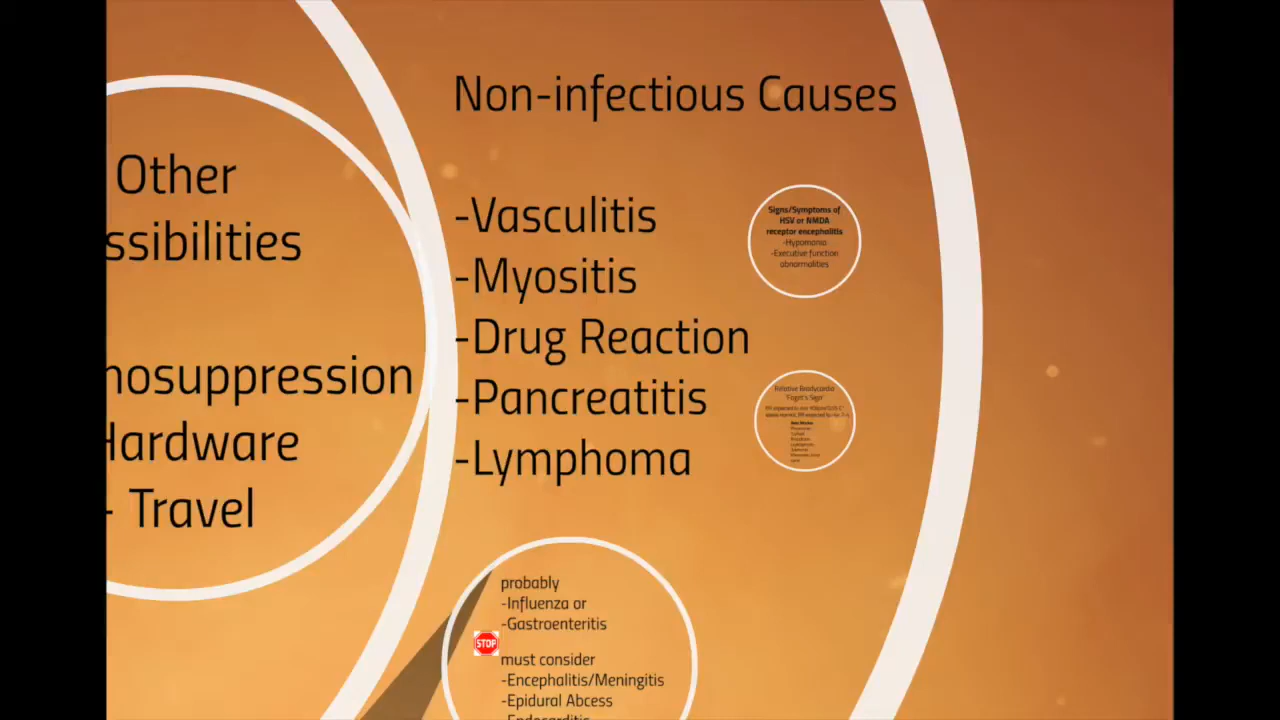 Non-infectious Causes
Other
ssibilities
nosuppression
Hardware
- Travel
-Vasculitis
-Myositis
-Drug Reaction
-Pancreatitis
-Lymphoma
Signs/Symptoms of
HSV or NMDA
receptor encephalitis
-Hypomania
-Executive function
abnormalities
Relative Bradycardia
probably
-Influenza or
-Gastroenteritis
STOP
must consider
-Encephalitis/Meningitis
-Epidural Abcess
-Endocarditis